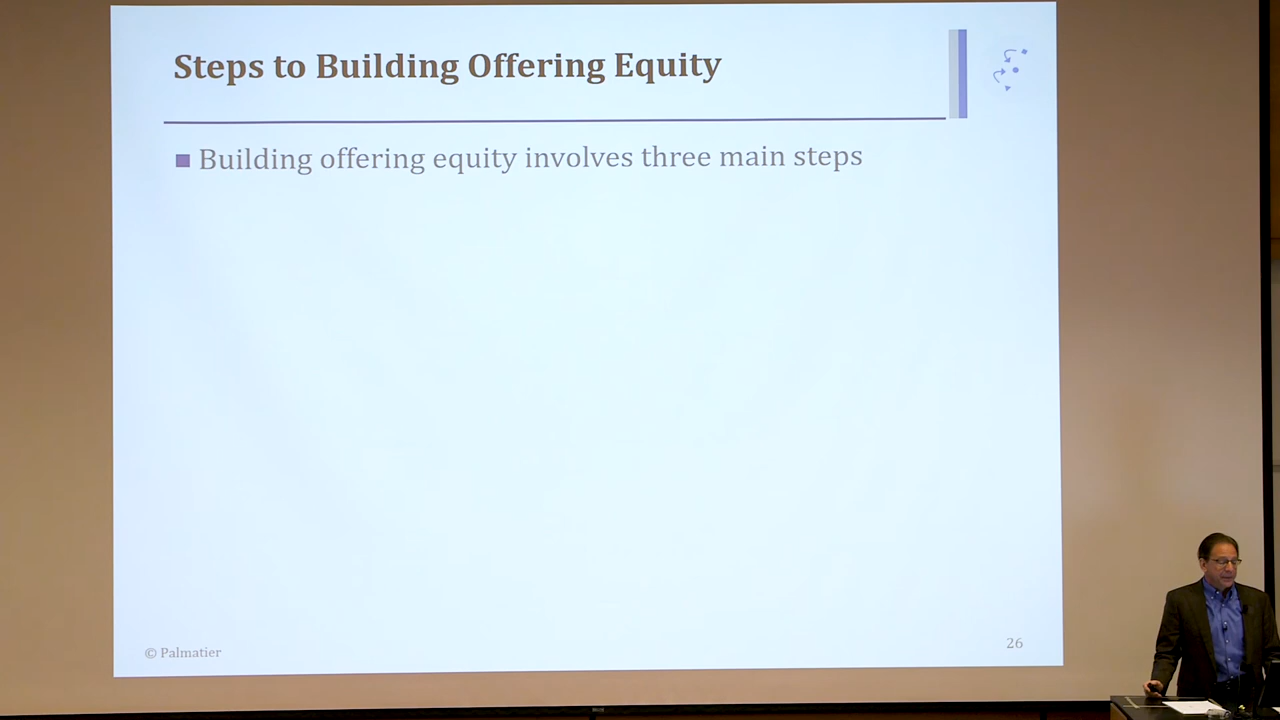 Steps to Building Offering Equity
Building offering equity involves three main steps
© Palmatier
26